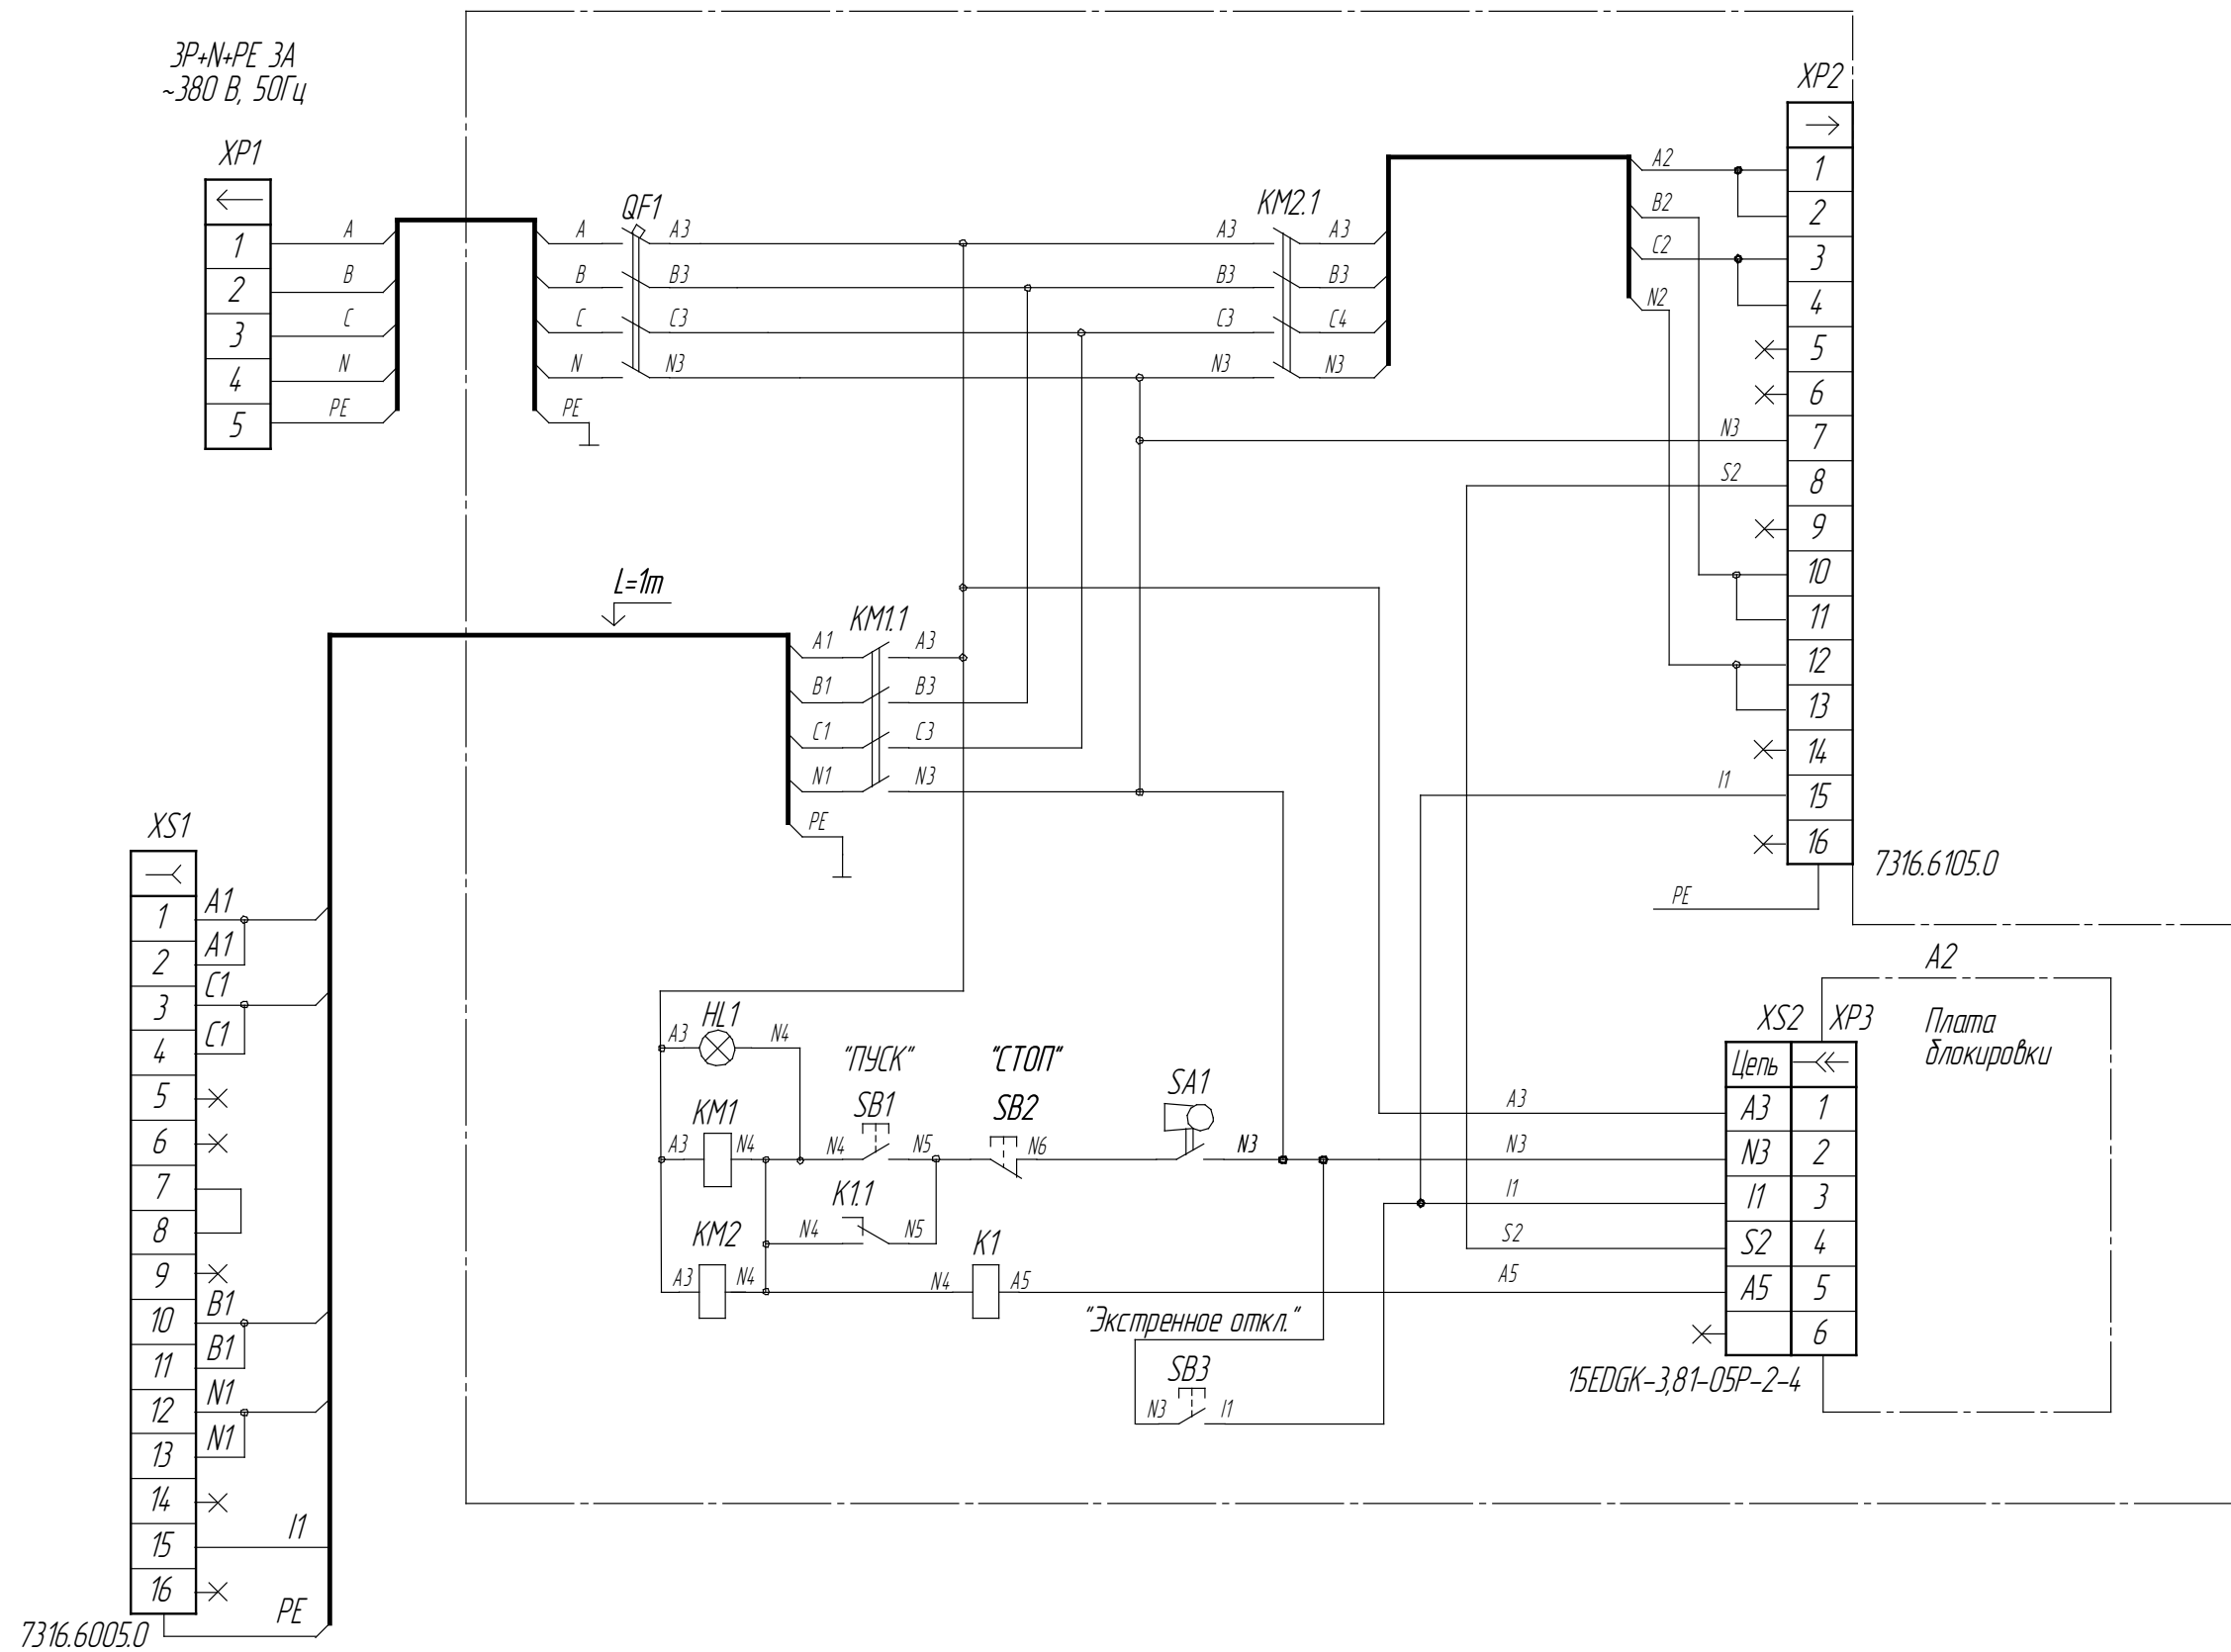 3P+N+PE 3A
~380 В, 50Гц
XP1
1
2
3
4
5
A
B
C
N
PE
A
B
C
N
PE
QF1
A3
B3
C3
N3
KM2.1
A3
B3
C3
N3
A3
B3
C4
N3
A2
B2
C2
N2
XP2
1
2
3
4
5
6
7
8
9
10
11
12
13
14
15
16
N3
S2
I1
PE
7316.6105.0
L=1m
KM1.1
A1
B1
C1
N1
PE
A3
B3
C3
N3
XS1
1
2
3
4
5
6
7
8
9
10
11
12
13
14
15
16
A1
A1
C1
C1
B1
B1
N1
N1
I1
PE
7316.6005.0
HL1
A3
N4
KM1
A3
N4
KM2
A3
N4
"ПУСК"
SB1
N4
N5
"СТОП"
SB2
N6
SA1
N3
K1.1
N4
N5
K1
N4
A5
"Экстренное откл."
SB3
N3
I1
A3
N3
I1
S2
A5
XS2
XP3
Цепь
A3
1
N3
2
I1
3
S2
4
A5
5
6
15EDGK-3,81-05P-2-4
A2
Плата
блокировки